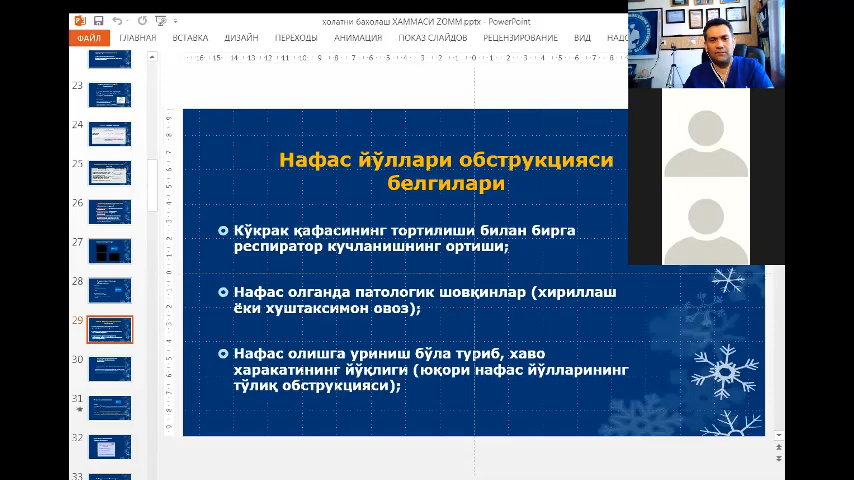 холатни бахолаш ХАММАСИ ZOMM.pptx - PowerPoint
ФАЙЛ ГЛАВНАЯ ВСТАВКА ДИЗАЙН ПЕРЕХОДЫ АНИМАЦИЯ ПОКАЗ СЛАЙДОВ РЕЦЕНЗИРОВАНИЕ ВИД НАДО
23
24
25
26
27
28
29
30
31
32
33
Нафас йўллари обструкцияси
белгилари
Кўкрак қафасининг тортилиши билан бирга
респиратор кучланишнинг ортиши;
Нафас олганда патологик шовқинлар (хириллаш
ёки хуштаксимон овоз);
Нафас олишга уриниш бўла туриб, хаво
харакатининг йўқлиги (юқори нафас йўлларининг
тўлиқ обструкцияси);